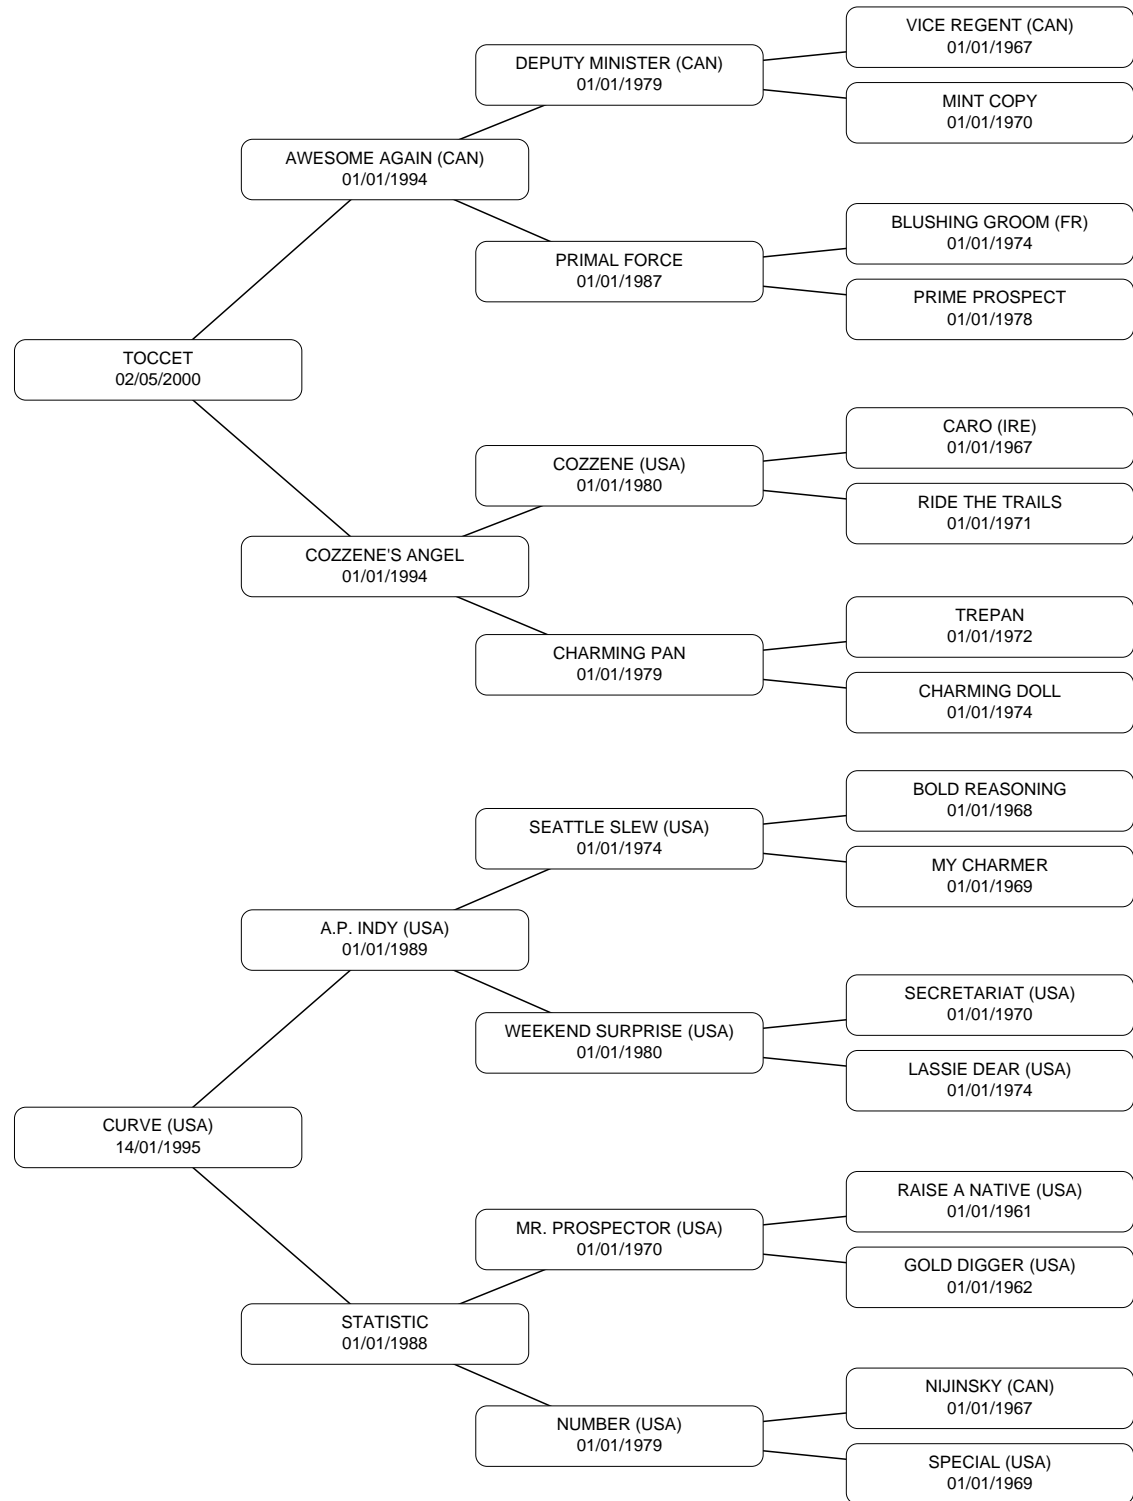 VICE REGENT (CAN)
01/01/1967
DEPUTY MINISTER (CAN)
01/01/1979
MINT COPY
01/01/1970
AWESOME AGAIN (CAN)
01/01/1994
BLUSHING GROOM (FR)
01/01/1974
PRIMAL FORCE
01/01/1987
PRIME PROSPECT
01/01/1978
TOCCET
02/05/2000
CARO (IRE)
01/01/1967
COZZENE (USA)
01/01/1980
RIDE THE TRAILS
01/01/1971
COZZENE'S ANGEL
01/01/1994
TREPAN
01/01/1972
CHARMING PAN
01/01/1979
CHARMING DOLL
01/01/1974
BOLD REASONING
01/01/1968
SEATTLE SLEW (USA)
01/01/1974
MY CHARMER
01/01/1969
A.P. INDY (USA)
01/01/1989
SECRETARIAT (USA)
01/01/1970
WEEKEND SURPRISE (USA)
01/01/1980
LASSIE DEAR (USA)
01/01/1974
CURVE (USA)
14/01/1995
RAISE A NATIVE (USA)
01/01/1961
MR. PROSPECTOR (USA)
01/01/1970
GOLD DIGGER (USA)
01/01/1962
STATISTIC
01/01/1988
NIJINSKY (CAN)
01/01/1967
NUMBER (USA)
01/01/1979
SPECIAL (USA)
01/01/1969